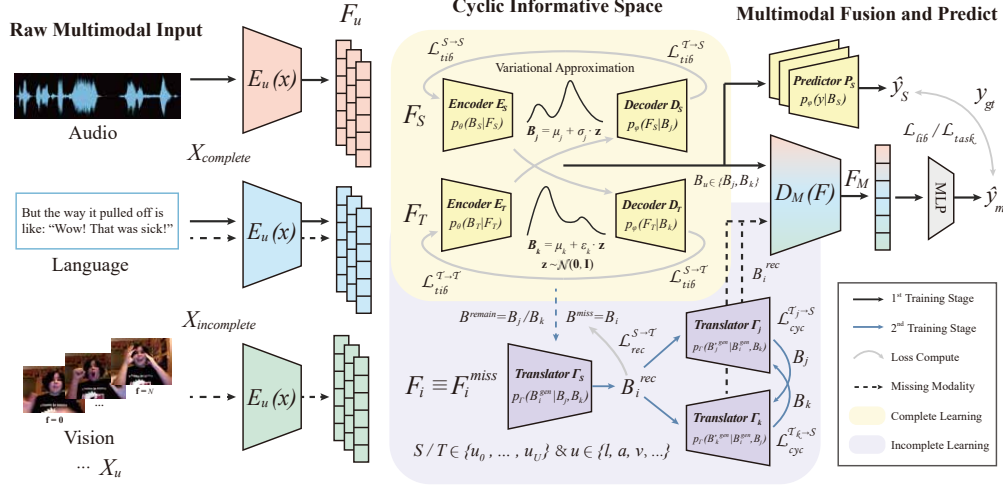 Raw Multimodal Input
Cyclic Informative Space
Multimodal Fusion and Predict
F_u
E_u(x)
Audio
X_complete
But the way it pulled off is
like: “Wow! That was sick!”
E_u(x)
Language
X_incomplete
f = 0
...
f = N
E_u(x)
Vision
... X_u
L_tib^{S→S}
L_tib^{T→S}
Variational Approximation
F_S
Encoder E_S
p_θ(B_S|F_S)
B_j = μ_j + σ_j · z
Decoder D_S
p_φ(F_S|B_j)
F_T
Encoder E_T
p_θ(B_T|F_T)
B_k = μ_k + ε_k · z
z ~ N(0, I)
Decoder D_T
p_φ(F_T|B_k)
L_tib^{T→T}
L_tib^{S→T}
B_u ∈ {B_j, B_k}
Predictor P_S
p_φ(y|B_S)
ŷ_S
y_gt
L_lib / L_task
D_M(F)
F_M
MLP
ŷ_m
B_i^rec
B^remain=B_j/B_k
B^miss=B_i
L_rec^{S→T}
F_i ≡ F_i^miss
Translator Γ_S
p_Γ(B_i^gen|B_j, B_k)
B_i^rec
Translator Γ_j
p_Γ(B_j^gen|B_i^gen, B_k)
Translator Γ_k
p_Γ(B'_k^gen|B_i^gen, B_j)
L_cyc^{T_j→S}
B_j
B_k
L_cyc^{T_k→S}
S / T ∈ {u_0 , ... , u_U} & u ∈ {l, a, v, ...}
1st Training Stage
2nd Training Stage
Loss Compute
Missing Modality
Complete Learning
Incomplete Learning